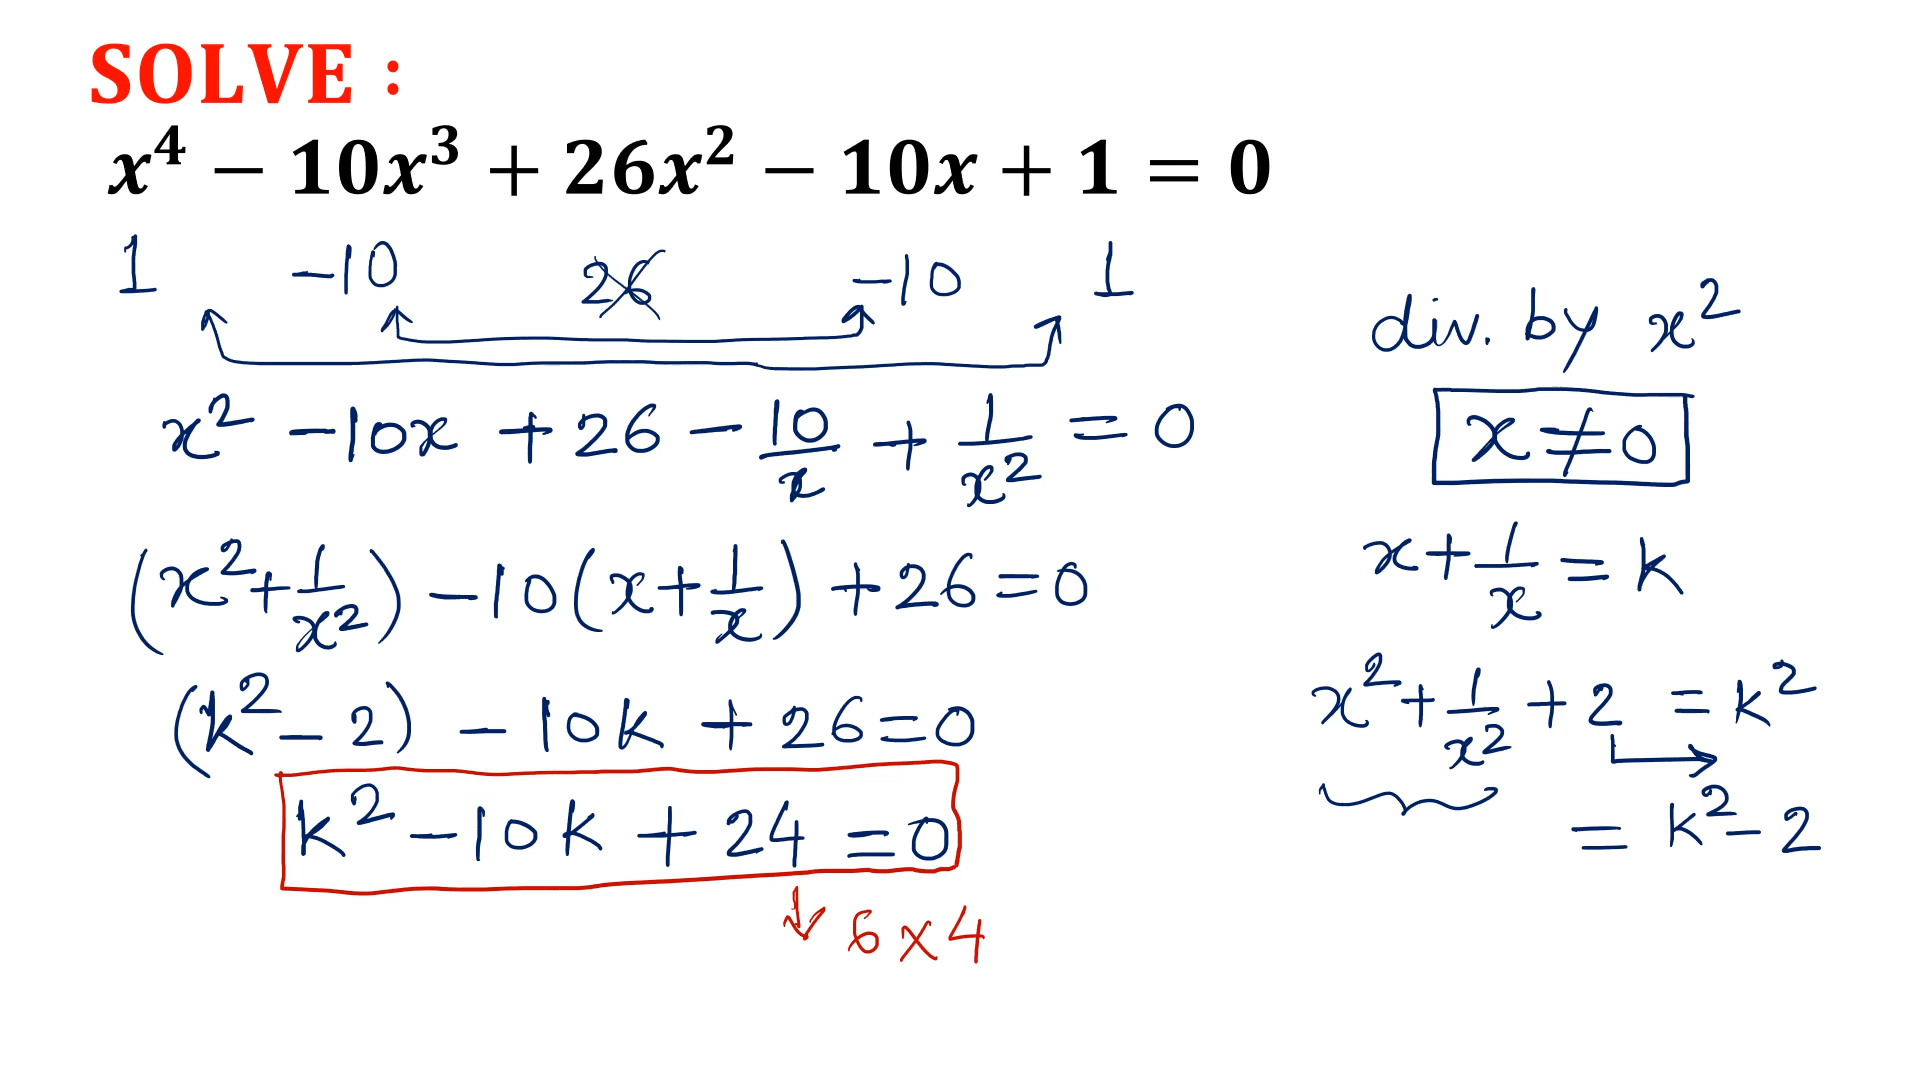 SOLVE :
x⁴ − 10x³ + 26x² − 10x + 1 = 0
1 −10 26 −10 1
div. by x²
x² − 10x + 26 − 10/x + 1/x² = 0
x ≠ 0
(x² + 1/x²) − 10(x + 1/x) + 26 = 0
x + 1/x = k
(k² − 2) − 10k + 26 = 0
x² + 1/x² + 2 = k²
k² − 10k + 24 = 0
= k² − 2
6 × 4